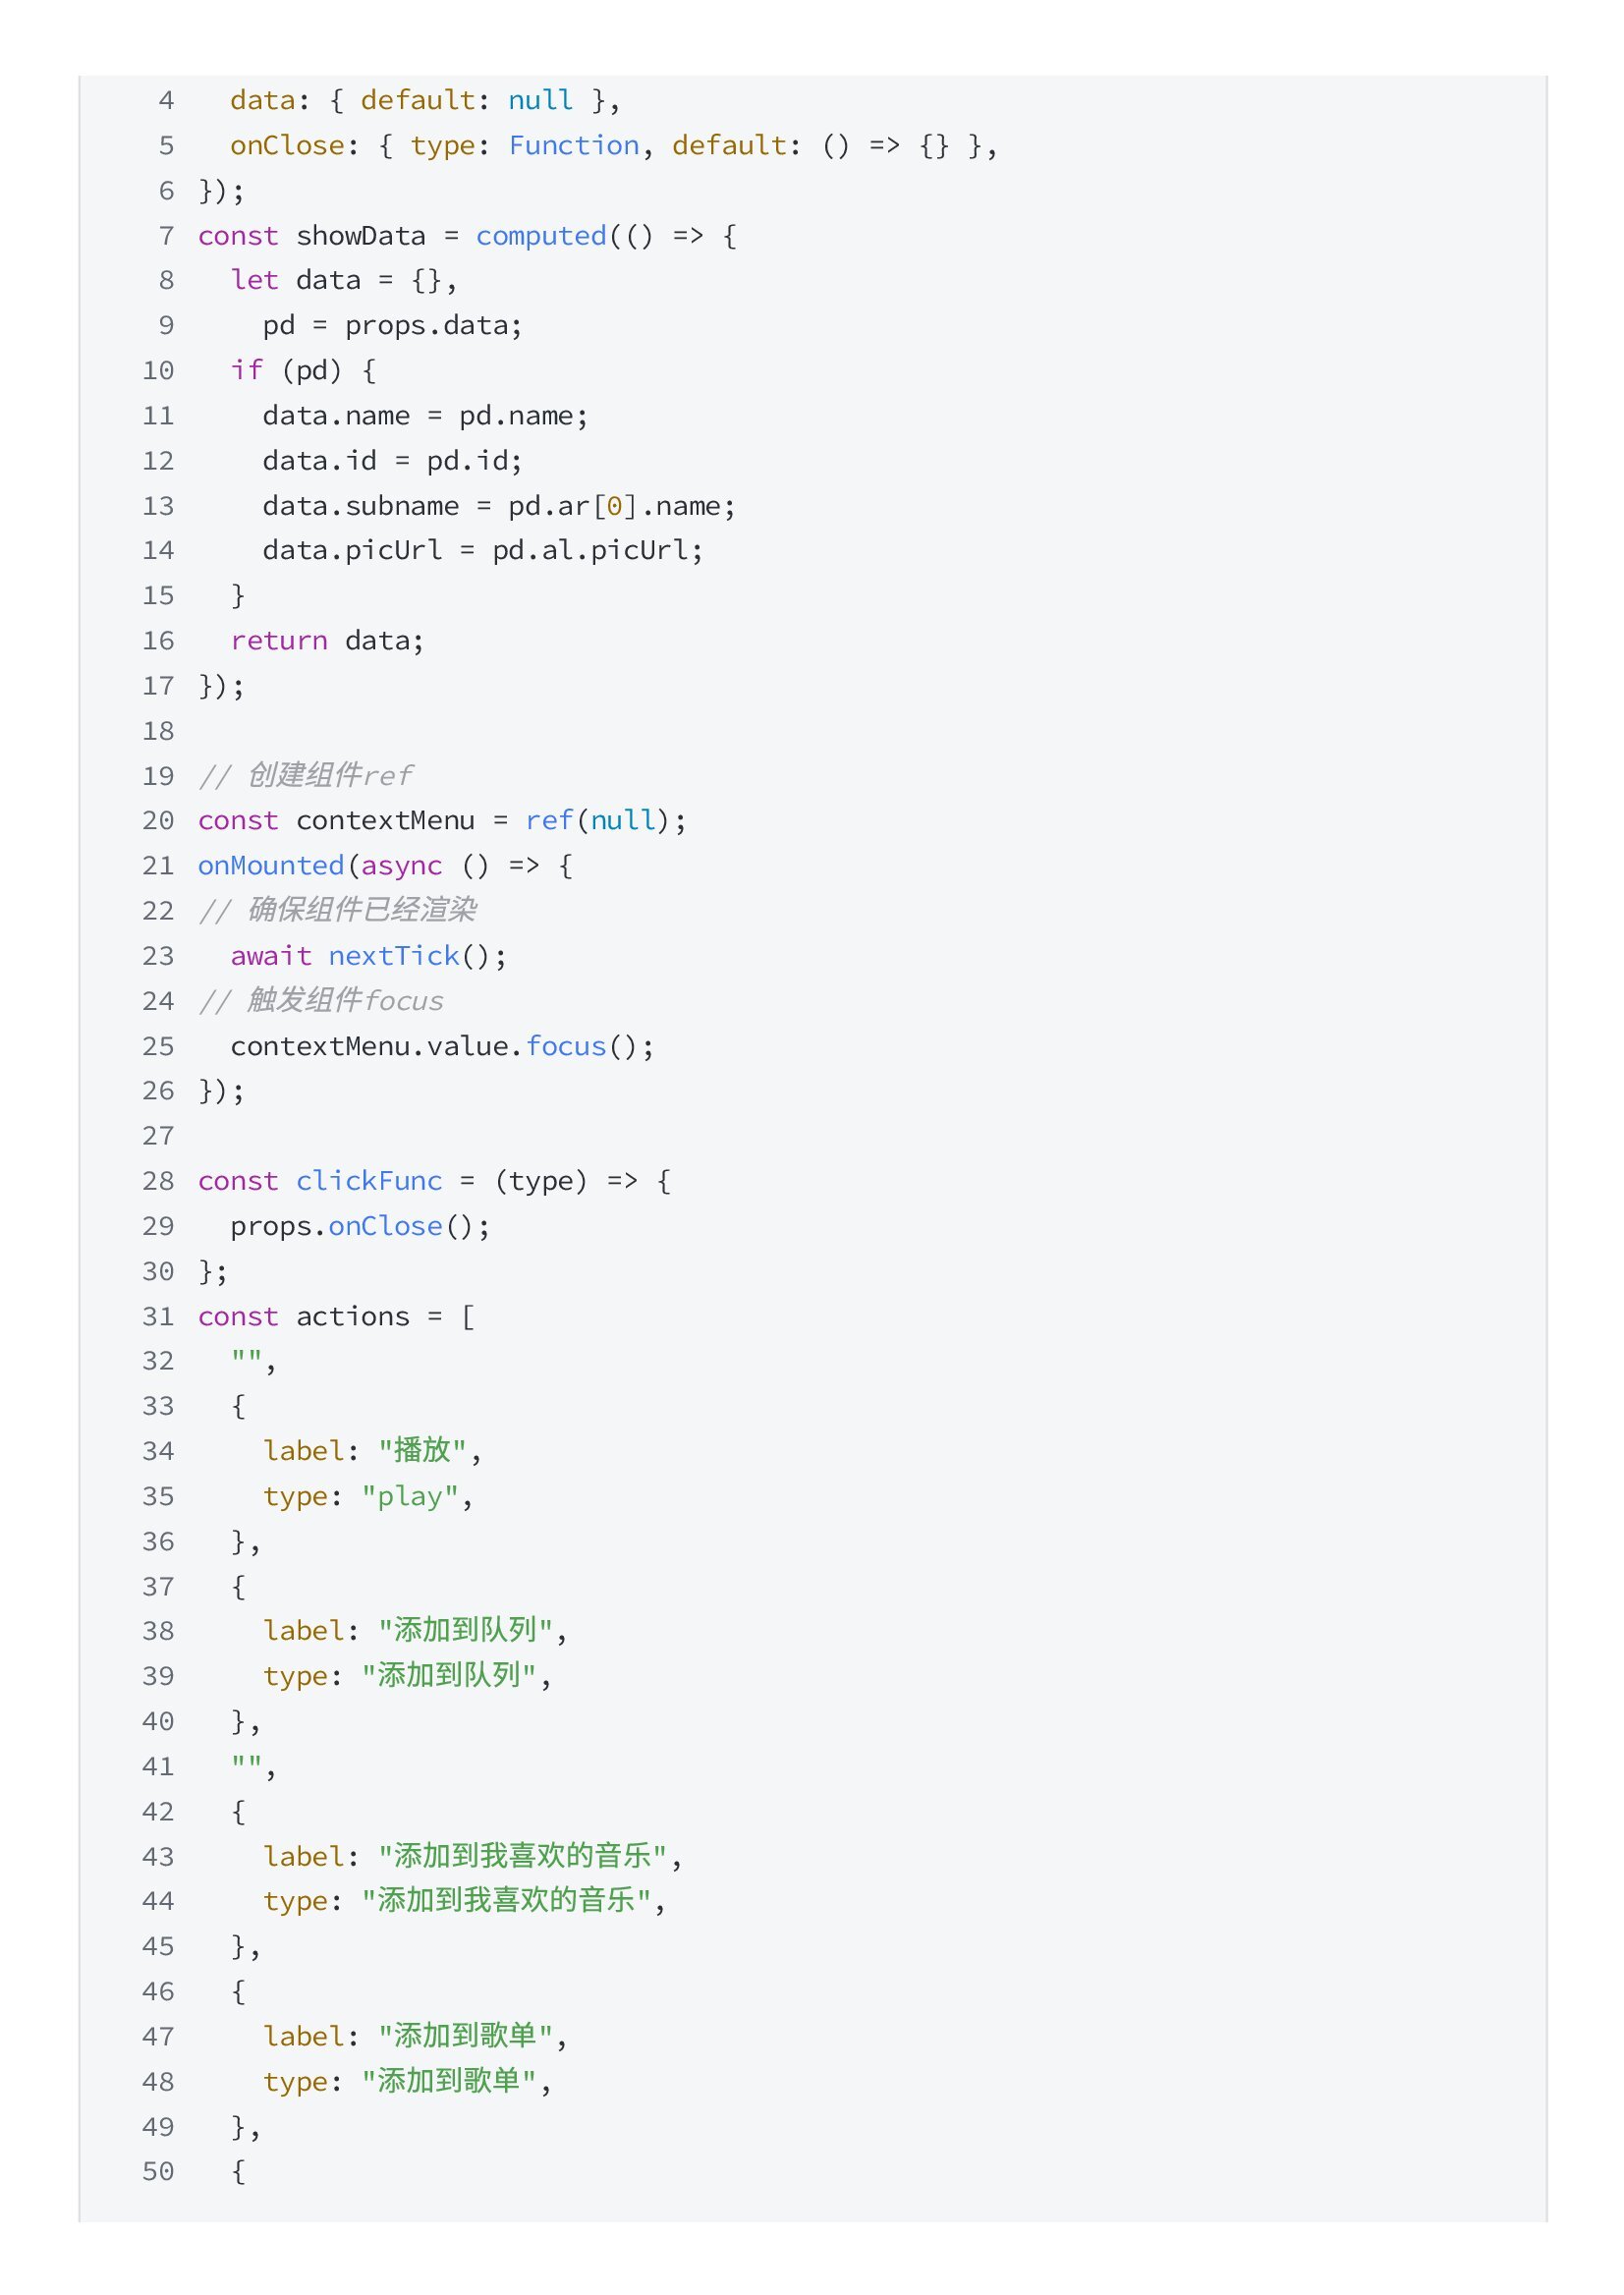 4   data: { default: null },
5   onClose: { type: Function, default: () => {} },
6 });
7 const showData = computed(() => {
8   let data = {},
9     pd = props.data;
10   if (pd) {
11     data.name = pd.name;
12     data.id = pd.id;
13     data.subname = pd.ar[0].name;
14     data.picUrl = pd.al.picUrl;
15   }
16   return data;
17 });
18
19 // 创建组件ref
20 const contextMenu = ref(null);
21 onMounted(async () => {
22 // 确保组件已经渲染
23   await nextTick();
24 // 触发组件focus
25   contextMenu.value.focus();
26 });
27
28 const clickFunc = (type) => {
29   props.onClose();
30 };
31 const actions = [
32   "",
33   {
34     label: "播放",
35     type: "play",
36   },
37   {
38     label: "添加到队列",
39     type: "添加到队列",
40   },
41   "",
42   {
43     label: "添加到我喜欢的音乐",
44     type: "添加到我喜欢的音乐",
45   },
46   {
47     label: "添加到歌单",
48     type: "添加到歌单",
49   },
50   {